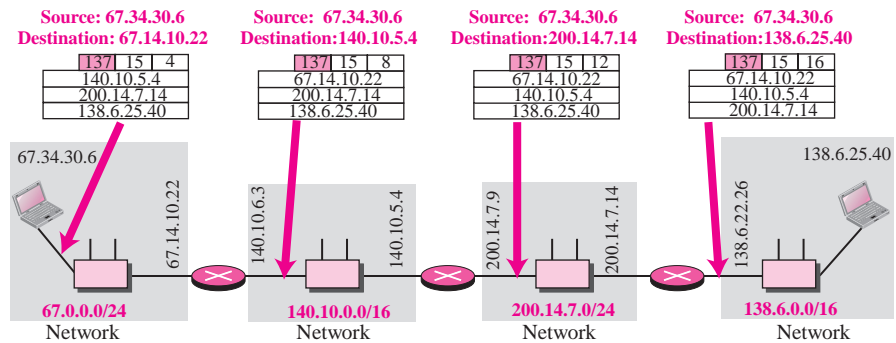 Source: 67.34.30.6
Destination: 67.14.10.22
137 15 4
140.10.5.4
200.14.7.14
138.6.25.40
Source: 67.34.30.6
Destination:140.10.5.4
137 15 8
67.14.10.22
200.14.7.14
138.6.25.40
Source: 67.34.30.6
Destination:200.14.7.14
137 15 12
67.14.10.22
140.10.5.4
138.6.25.40
Source: 67.34.30.6
Destination:138.6.25.40
137 15 16
67.14.10.22
140.10.5.4
200.14.7.14
67.34.30.6
67.14.10.22
67.0.0.0/24
Network
140.10.6.3
140.10.5.4
140.10.0.0/16
Network
200.14.7.9
200.14.7.14
200.14.7.0/24
Network
138.6.25.40
138.6.22.26
138.6.0.0/16
Network